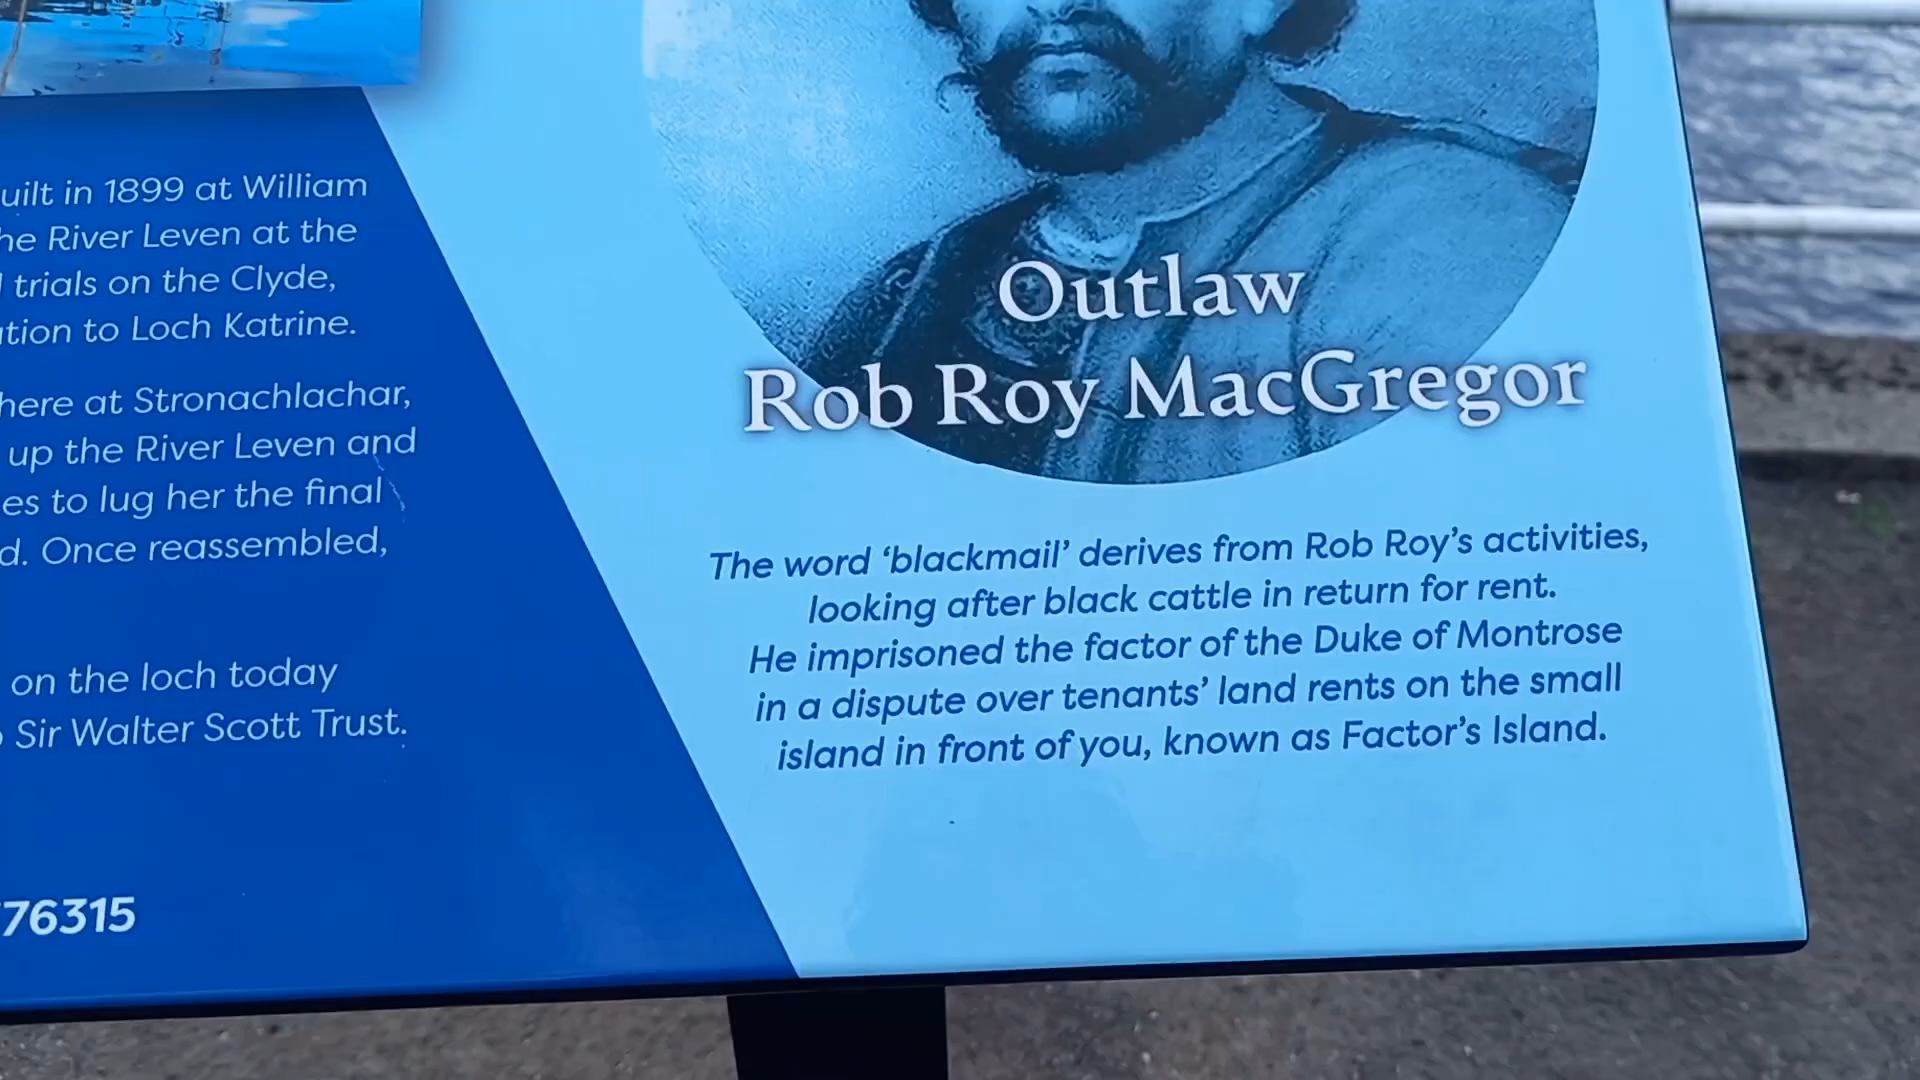 uilt in 1899 at William
he River Leven at the
trials on the Clyde,
tion to Loch Katrine.
here at Stronachlachar,
up the River Leven and
es to lug her the final
d. Once reassembled,
on the loch today
Sir Walter Scott Trust.
76315
Outlaw
Rob Roy MacGregor
The word ‘blackmail’ derives from Rob Roy’s activities,
looking after black cattle in return for rent.
He imprisoned the factor of the Duke of Montrose
in a dispute over tenants’ land rents on the small
island in front of you, known as Factor’s Island.